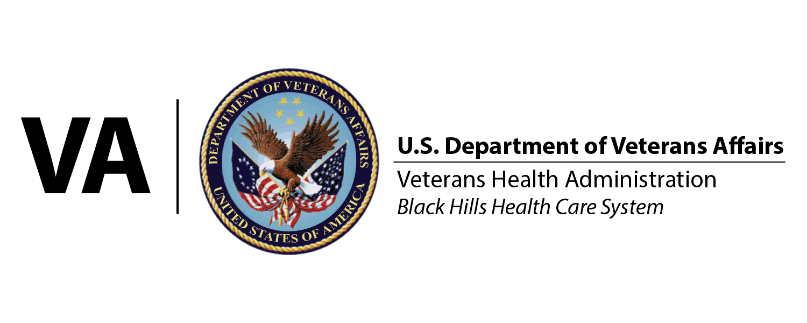 VA
DEPARTMENT OF VETERANS AFFAIRS
UNITED STATES OF AMERICA
U.S. Department of Veterans Affairs
Veterans Health Administration
Black Hills Health Care System